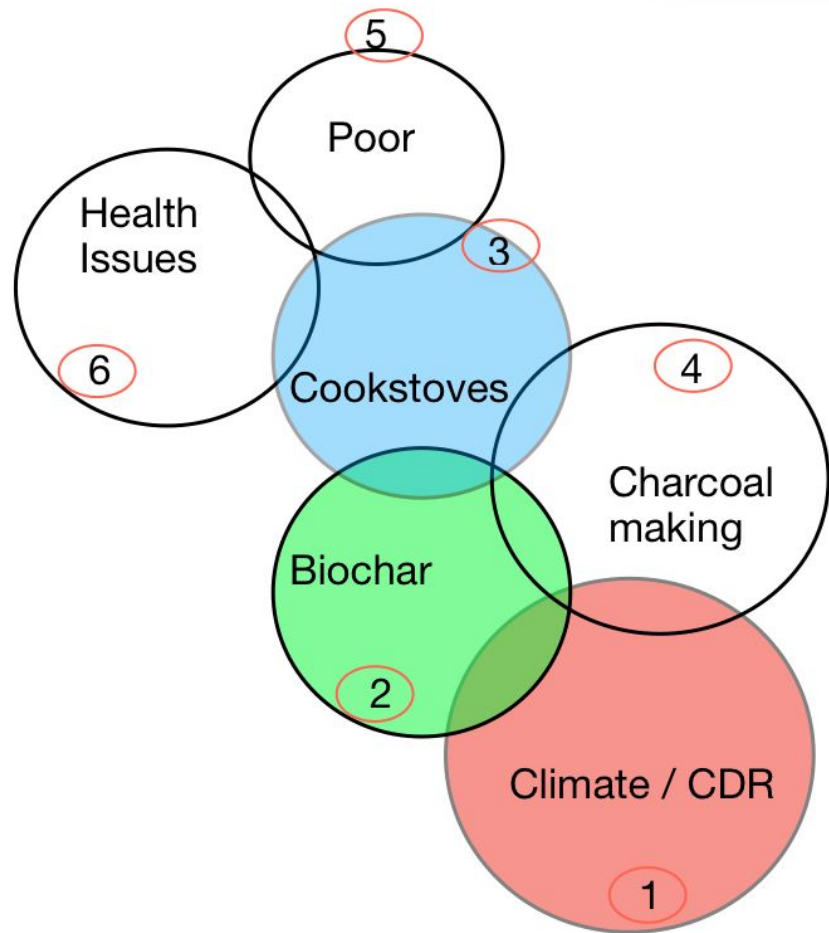 5
Poor
Health
Issues
3
6
4
Cookstoves
Charcoal
making
Biochar
2
Climate / CDR
1